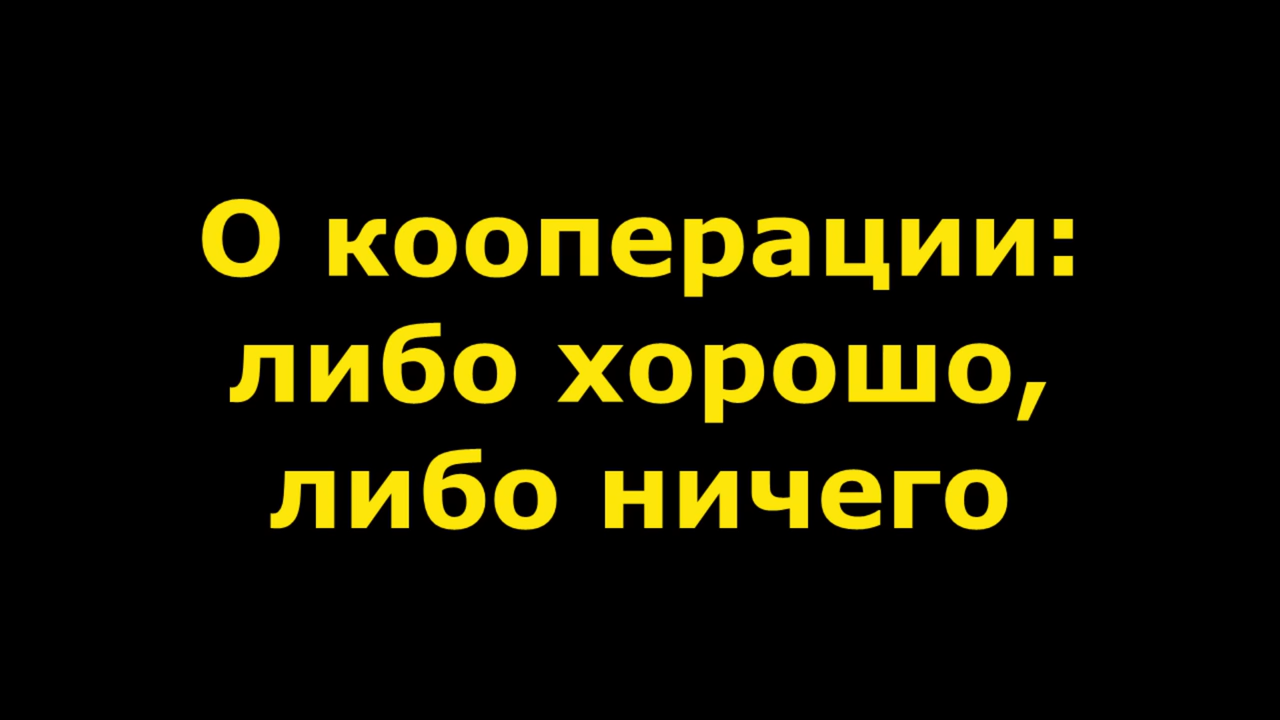 О кооперации:
либо хорошо,
либо ничего